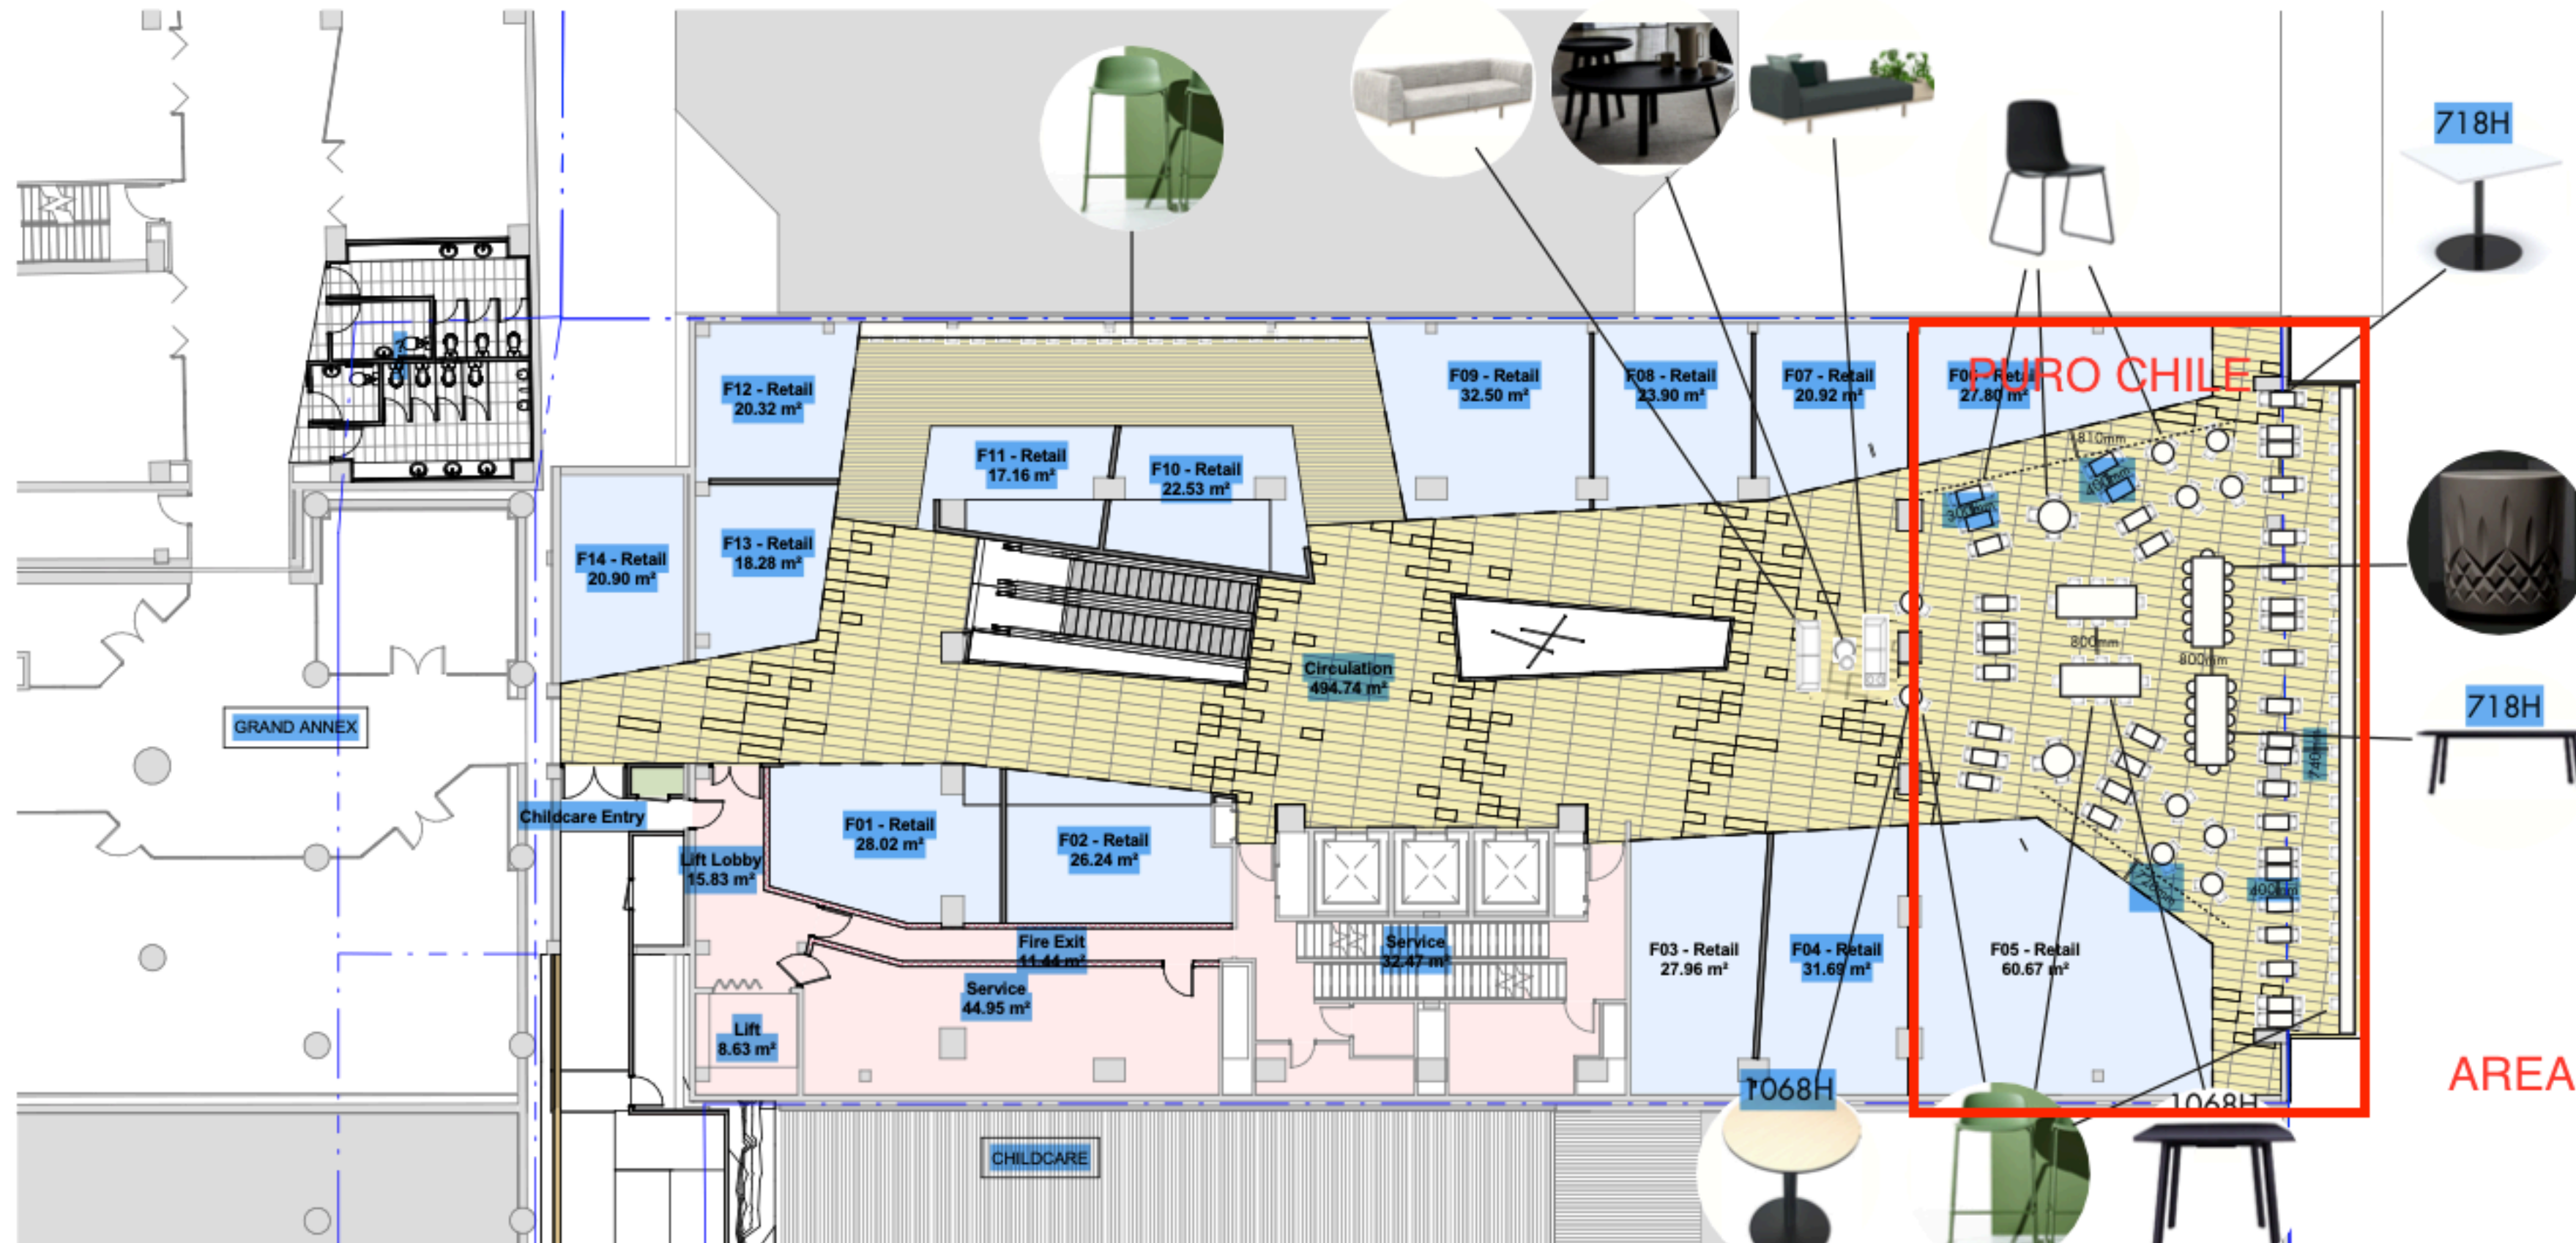 718H
F12 - Retail
20.32 m²
F11 - Retail
17.16 m²
F10 - Retail
22.53 m²
F09 - Retail
32.50 m²
F08 - Retail
23.90 m²
F07 - Retail
20.92 m²
F06 - Retail
27.80 m²
PURO CHILE
1810mm
400mm
300mm
F14 - Retail
20.90 m²
F13 - Retail
18.28 m²
Circulation
494.74 m²
800mm
800mm
GRAND ANNEX
718H
740mm
Childcare Entry
Lift Lobby
15.83 m²
F01 - Retail
28.02 m²
F02 - Retail
26.24 m²
400mm
Fire Exit
11.44 m²
Service
44.95 m²
Service
32.47 m²
F03 - Retail
27.96 m²
F04 - Retail
31.69 m²
F05 - Retail
60.67 m²
Lift
8.63 m²
AREA
1068H
1068H
CHILDCARE